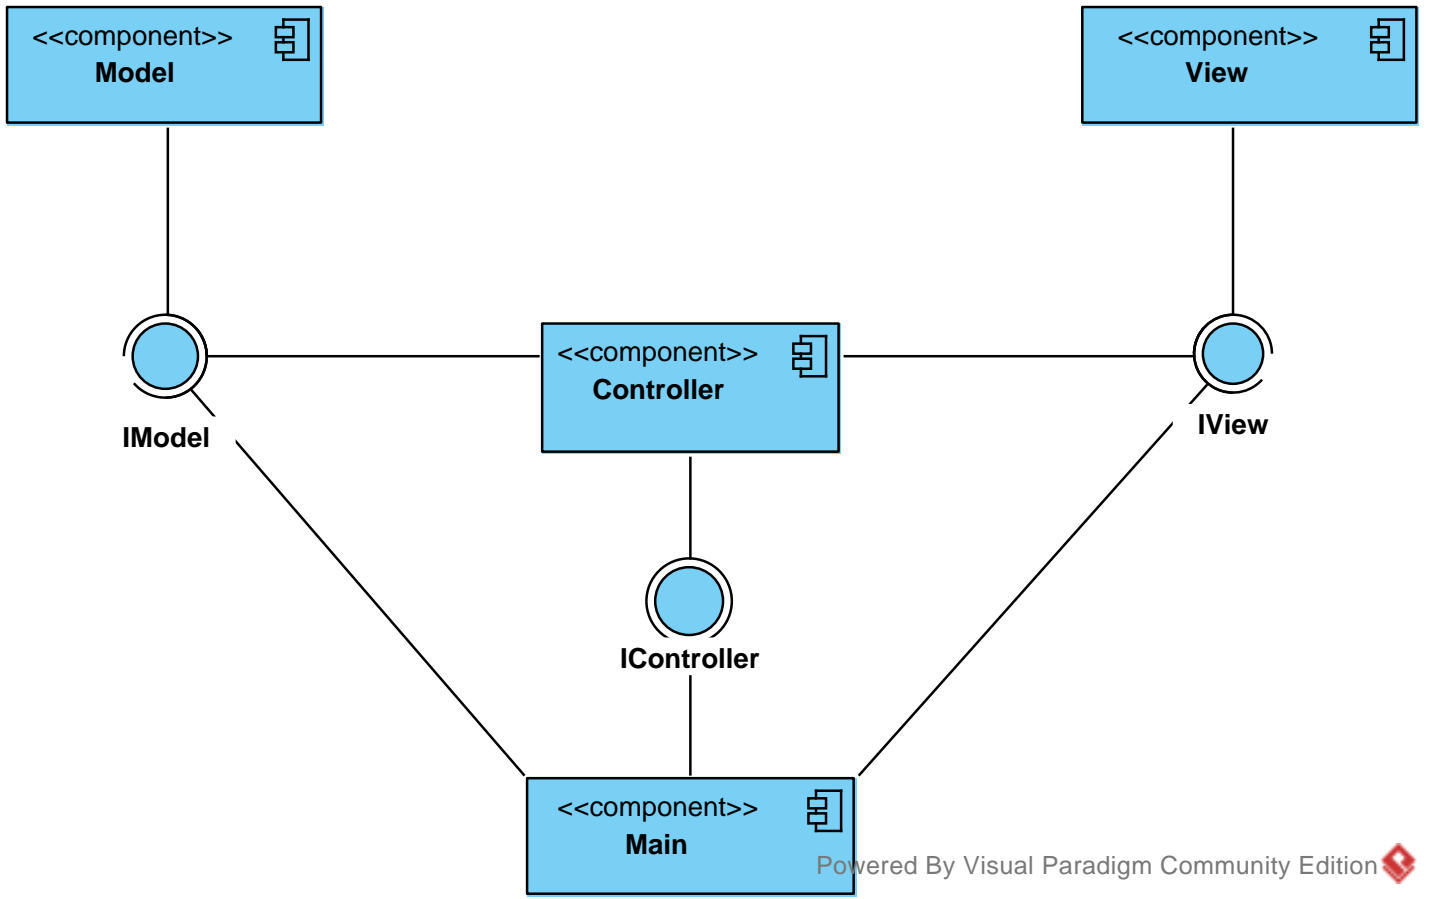 <<component>>
Model
<<component>>
View
<<component>>
Controller
IModel
IView
IController
<<component>>
Main
Powered By Visual Paradigm Community Edition